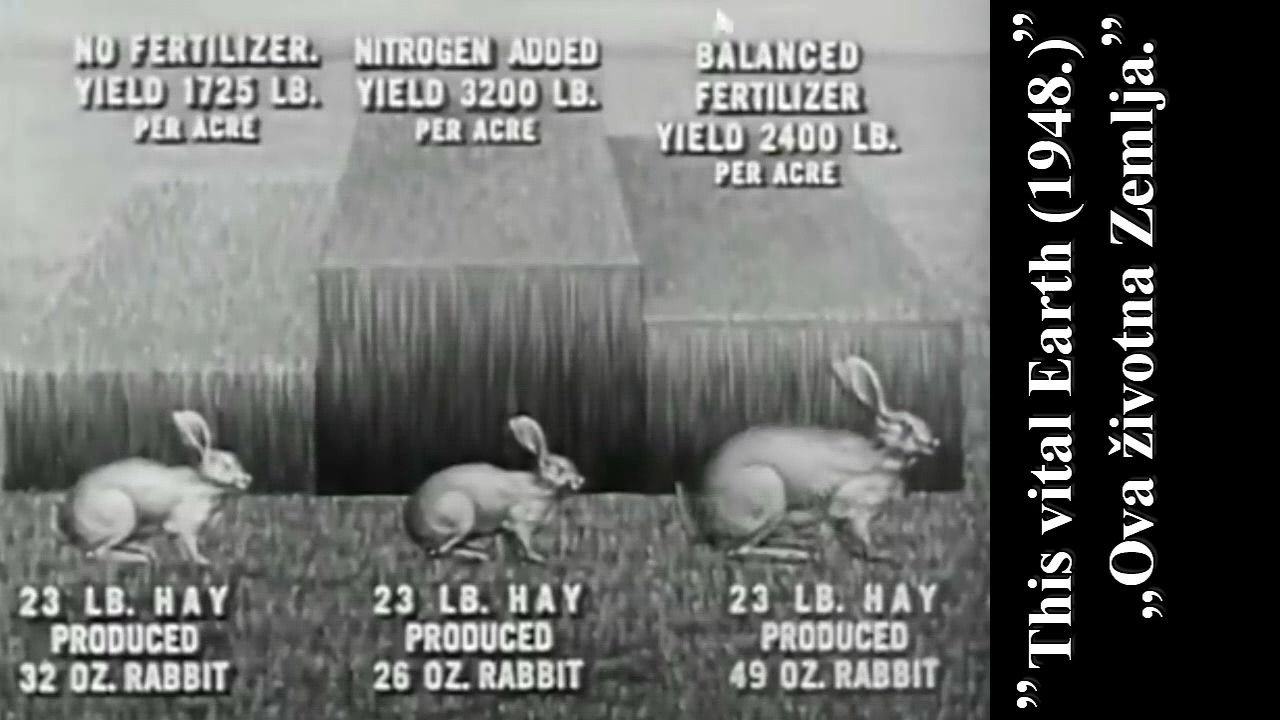 NO FERTILIZER.
YIELD 1725 LB.
PER ACRE
NITROGEN ADDED
YIELD 3200 LB.
PER ACRE
BALANCED
FERTILIZER
YIELD 2400 LB.
PER ACRE
23 LB. HAY
PRODUCED
32 OZ. RABBIT
23 LB. HAY
PRODUCED
26 OZ. RABBIT
23 LB. HAY
PRODUCED
49 OZ. RABBIT
”This vital Earth (1948.)”
”Ova životna Zemlja.”